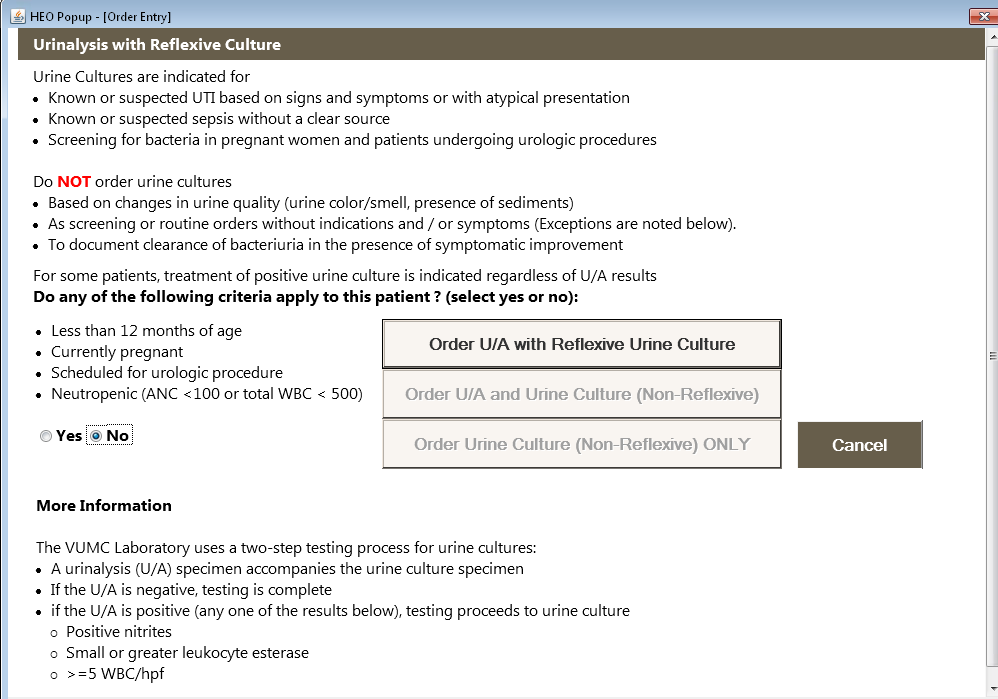 HEO Popup - [Order Entry]
Urinalysis with Reflexive Culture
Urine Cultures are indicated for
• Known or suspected UTI based on signs and symptoms or with atypical presentation
• Known or suspected sepsis without a clear source
• Screening for bacteria in pregnant women and patients undergoing urologic procedures
Do NOT order urine cultures
• Based on changes in urine quality (urine color/smell, presence of sediments)
• As screening or routine orders without indications and / or symptoms (Exceptions are noted below).
• To document clearance of bacteriuria in the presence of symptomatic improvement
For some patients, treatment of positive urine culture is indicated regardless of U/A results
Do any of the following criteria apply to this patient ? (select yes or no):
• Less than 12 months of age
• Currently pregnant
• Scheduled for urologic procedure
• Neutropenic (ANC <100 or total WBC < 500)
Yes No
Order U/A with Reflexive Urine Culture
Order U/A and Urine Culture (Non-Reflexive)
Order Urine Culture (Non-Reflexive) ONLY
Cancel
More Information
The VUMC Laboratory uses a two-step testing process for urine cultures:
• A urinalysis (U/A) specimen accompanies the urine culture specimen
• If the U/A is negative, testing is complete
• if the U/A is positive (any one of the results below), testing proceeds to urine culture
o Positive nitrites
o Small or greater leukocyte esterase
o >=5 WBC/hpf